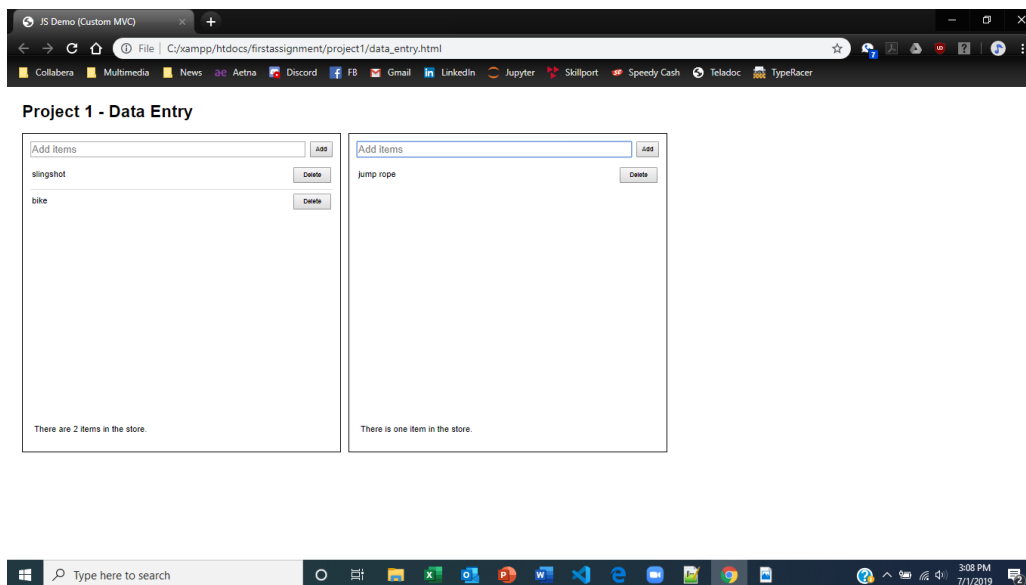 JS Demo (Custom MVC)
File | C:/xampp/htdocs/firstassignment/project1/data_entry.html
7
Collabera Multimedia News ae Aetna Discord FB Gmail in LinkedIn Jupyter Skillport Speedy Cash Teladoc TypeRacer
Project 1 - Data Entry
Add items Add
slingshot Delete
bike Delete
There are 2 items in the store.
Add items Add
jump rope Delete
There is one item in the store.
Type here to search
3:08 PM
7/1/2019